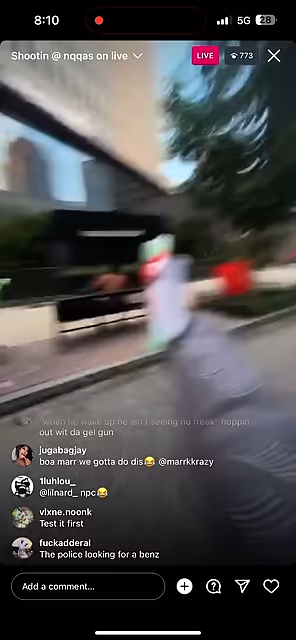 8:10
5G 28
Shootin @ nqqas on live
LIVE
773
"when he wake up he ain't seeing no freak" hoppin
out wit da gel gun
jugabagjay
boa marr we gotta do dis😂 @marrkkrazy
1luhlou_
@lilnard_ npc😂
vlxne.noonk
Test it first
fuckadderal
The police looking for a benz
Add a comment...